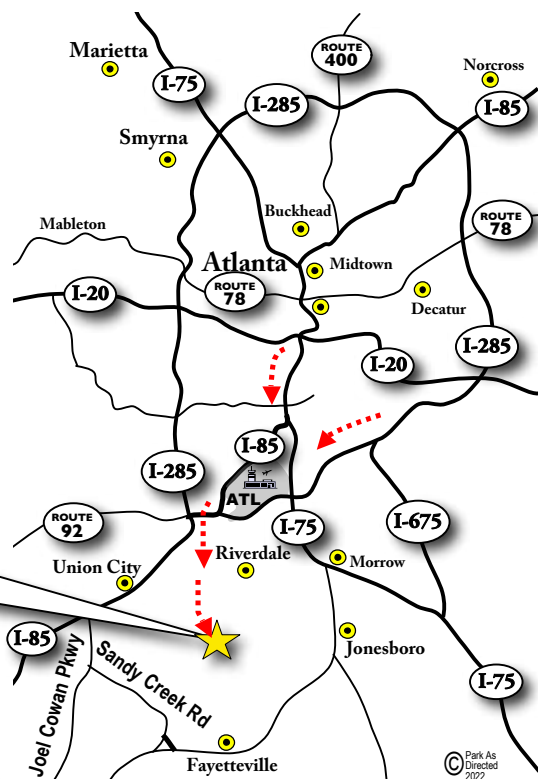 Marietta
ROUTE
400
Norcross
I-75
I-285
I-85
Smyrna
Buckhead
ROUTE
78
Mableton
Atlanta
Midtown
ROUTE
78
I-20
Decatur
I-285
I-20
I-85
I-285
ATL
ROUTE
92
I-75
I-675
Riverdale
Morrow
Union City
I-85
Joel Cowan Pkwy
Sandy Creek Rd
Jonesboro
I-75
Fayetteville
© Park As
Directed
2022